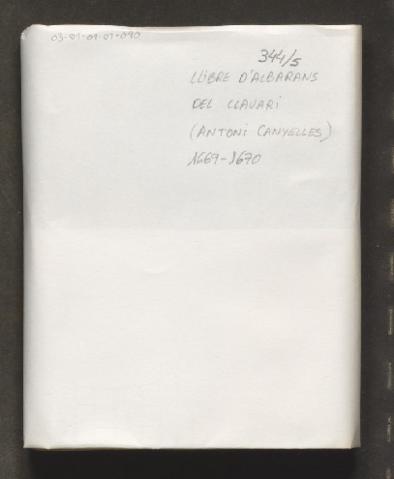 03-01-01-01-090
344/5
LLIBRE D'ALBARANS
DEL CLAVARI
(ANTONI CANYELLES)
1669-1670